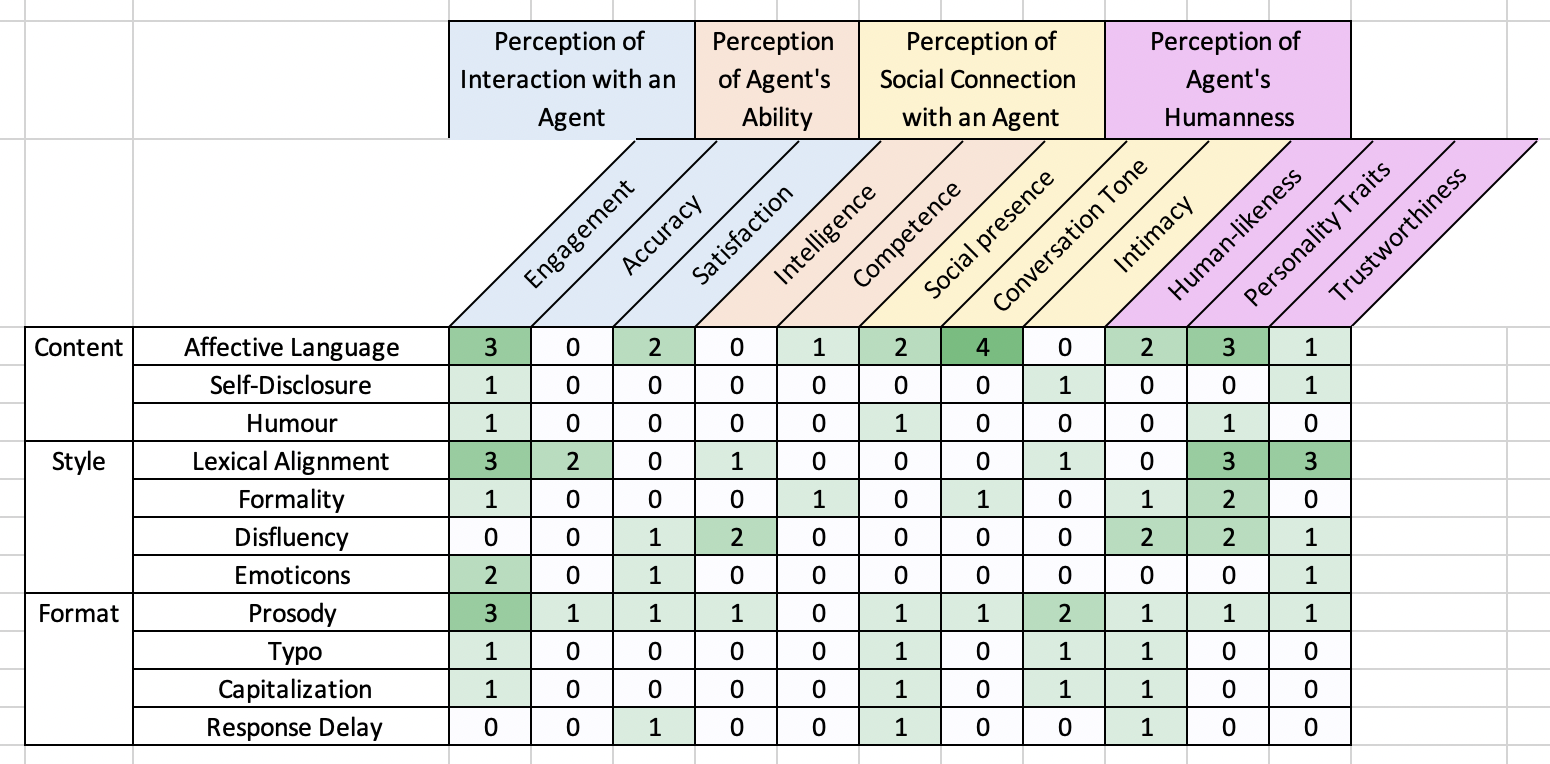 Perception of Interaction with an Agent
Perception of Agent's Ability
Perception of Social Connection with an Agent
Perception of Agent's Humanness
Engagement
Accuracy
Satisfaction
Intelligence
Competence
Social presence
Conversation Tone
Intimacy
Human-likeness
Personality Traits
Trustworthiness
Content Affective Language 3 0 2 0 1 2 4 0 2 3 1
Self-Disclosure 1 0 0 0 0 0 0 1 0 0 1
Humour 1 0 0 0 0 1 0 0 0 1 0
Style Lexical Alignment 3 2 0 1 0 0 0 1 0 3 3
Formality 1 0 0 0 1 0 1 0 1 2 0
Disfluency 0 0 1 2 0 0 0 0 2 2 1
Emoticons 2 0 1 0 0 0 0 0 0 0 1
Format Prosody 3 1 1 1 0 1 1 2 1 1 1
Typo 1 0 0 0 0 1 0 1 1 0 0
Capitalization 1 0 0 0 0 1 0 1 1 0 0
Response Delay 0 0 1 0 0 1 0 0 1 0 0